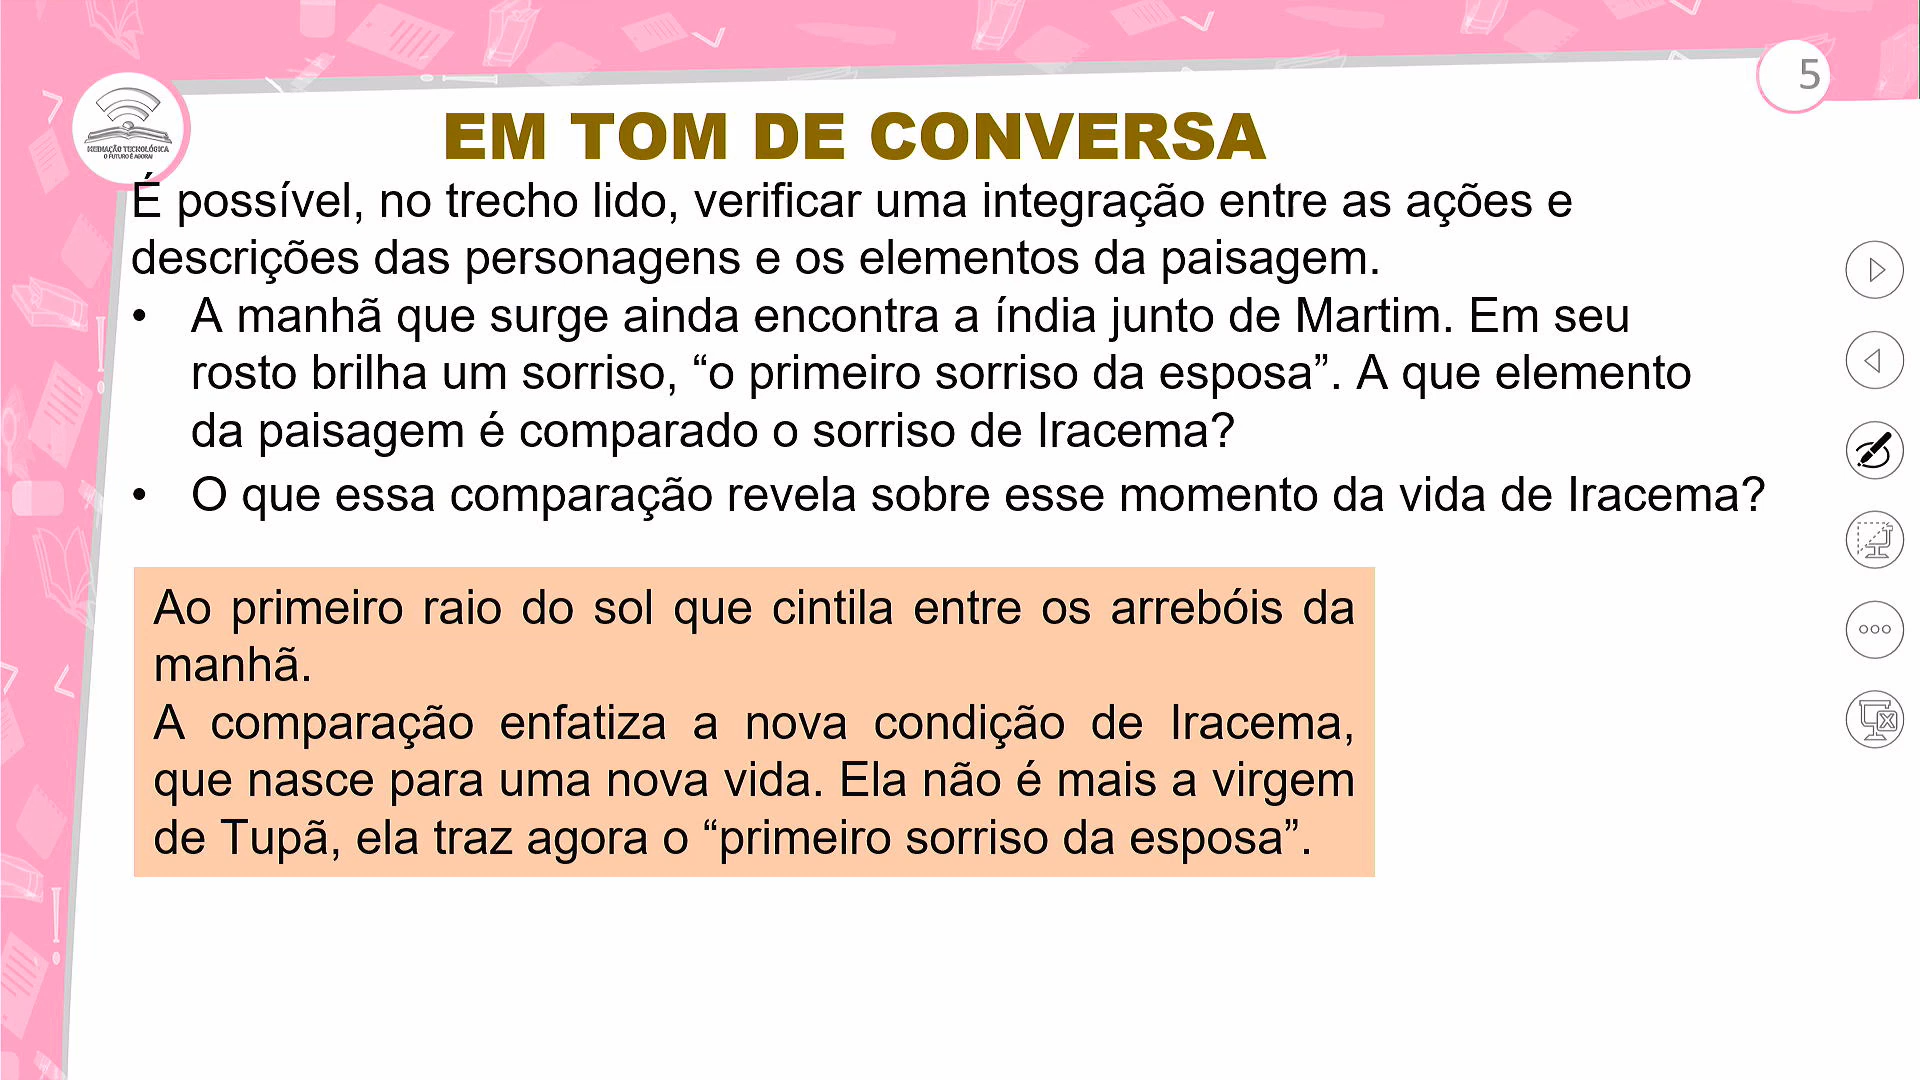 5
MEDIAÇÃO TECNOLÓGICA
O FUTURO É AGORA!
EM TOM DE CONVERSA
É possível, no trecho lido, verificar uma integração entre as ações e
descrições das personagens e os elementos da paisagem.
• A manhã que surge ainda encontra a índia junto de Martim. Em seu
rosto brilha um sorriso, “o primeiro sorriso da esposa”. A que elemento
da paisagem é comparado o sorriso de Iracema?
• O que essa comparação revela sobre esse momento da vida de Iracema?
Ao primeiro raio do sol que cintila entre os arrebóis da
manhã.
A comparação enfatiza a nova condição de Iracema,
que nasce para uma nova vida. Ela não é mais a virgem
de Tupã, ela traz agora o “primeiro sorriso da esposa”.